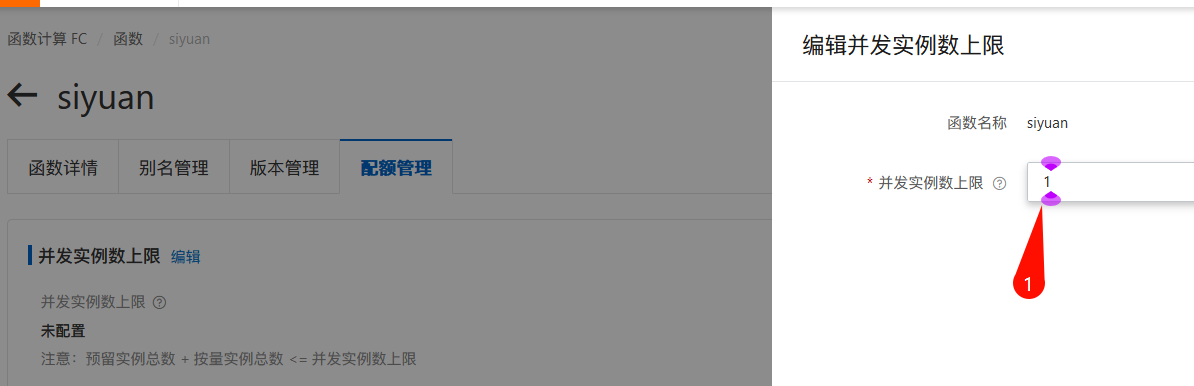 函数计算 FC / 函数 / siyuan
siyuan
函数详情 别名管理 版本管理 配额管理
并发实例数上限 编辑
并发实例数上限
未配置
注意：预留实例总数 + 按量实例总数 <= 并发实例数上限
编辑并发实例数上限
函数名称 siyuan
* 并发实例数上限 ? 1
1